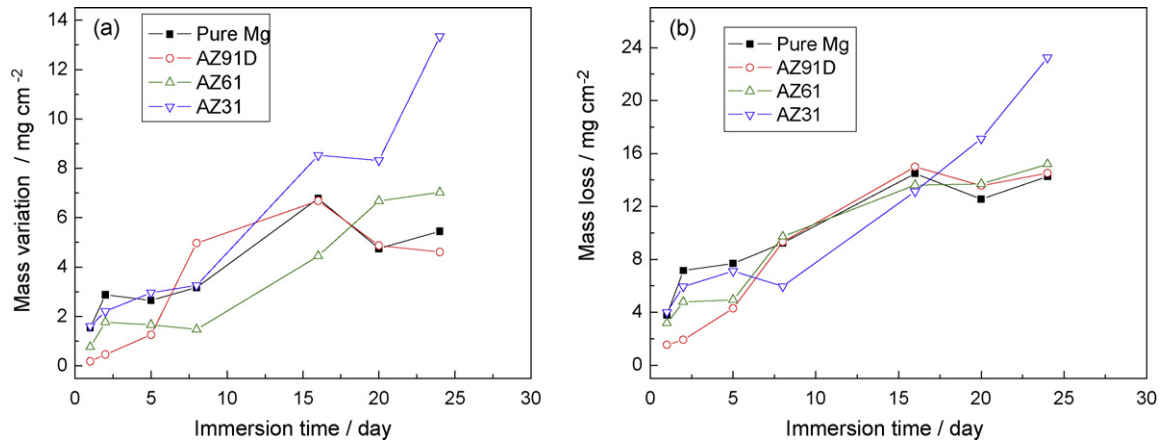 (a)
Pure Mg
AZ91D
AZ61
AZ31
Mass variation / mg cm⁻²
14
12
10
8
6
4
2
0
0 5 10 15 20 25 30
Immersion time / day
(b)
Pure Mg
AZ91D
AZ61
AZ31
Mass loss / mg cm⁻²
24
20
16
12
8
4
0
0 5 10 15 20 25 30
Immersion time / day